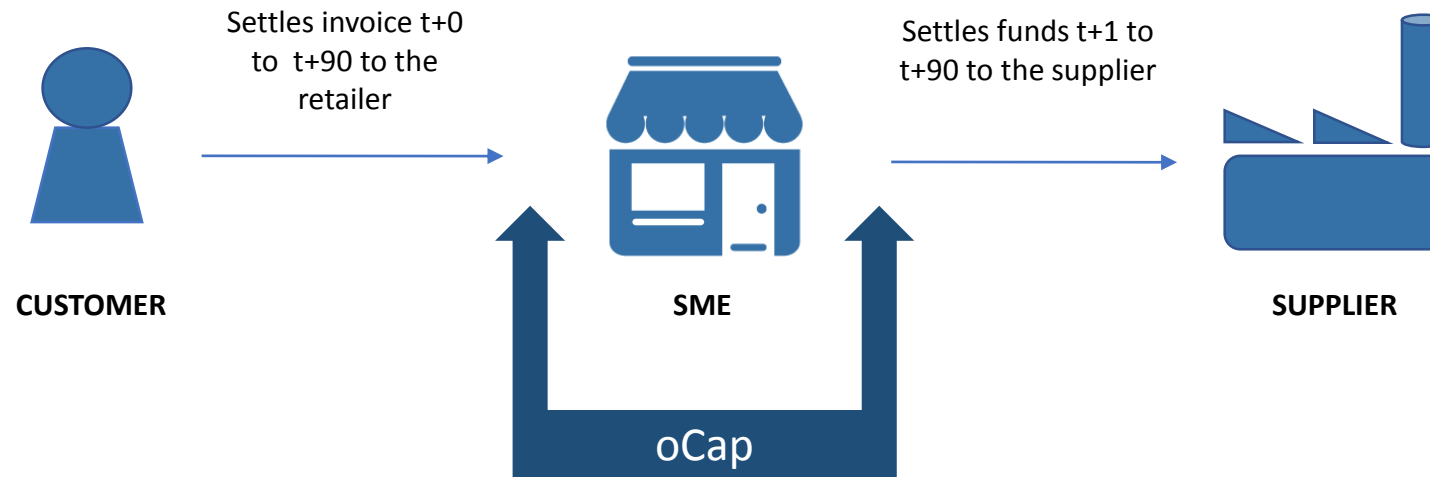 Settles invoice t+0
to t+90 to the
retailer
Settles funds t+1 to
t+90 to the supplier
CUSTOMER
SME
SUPPLIER
oCap